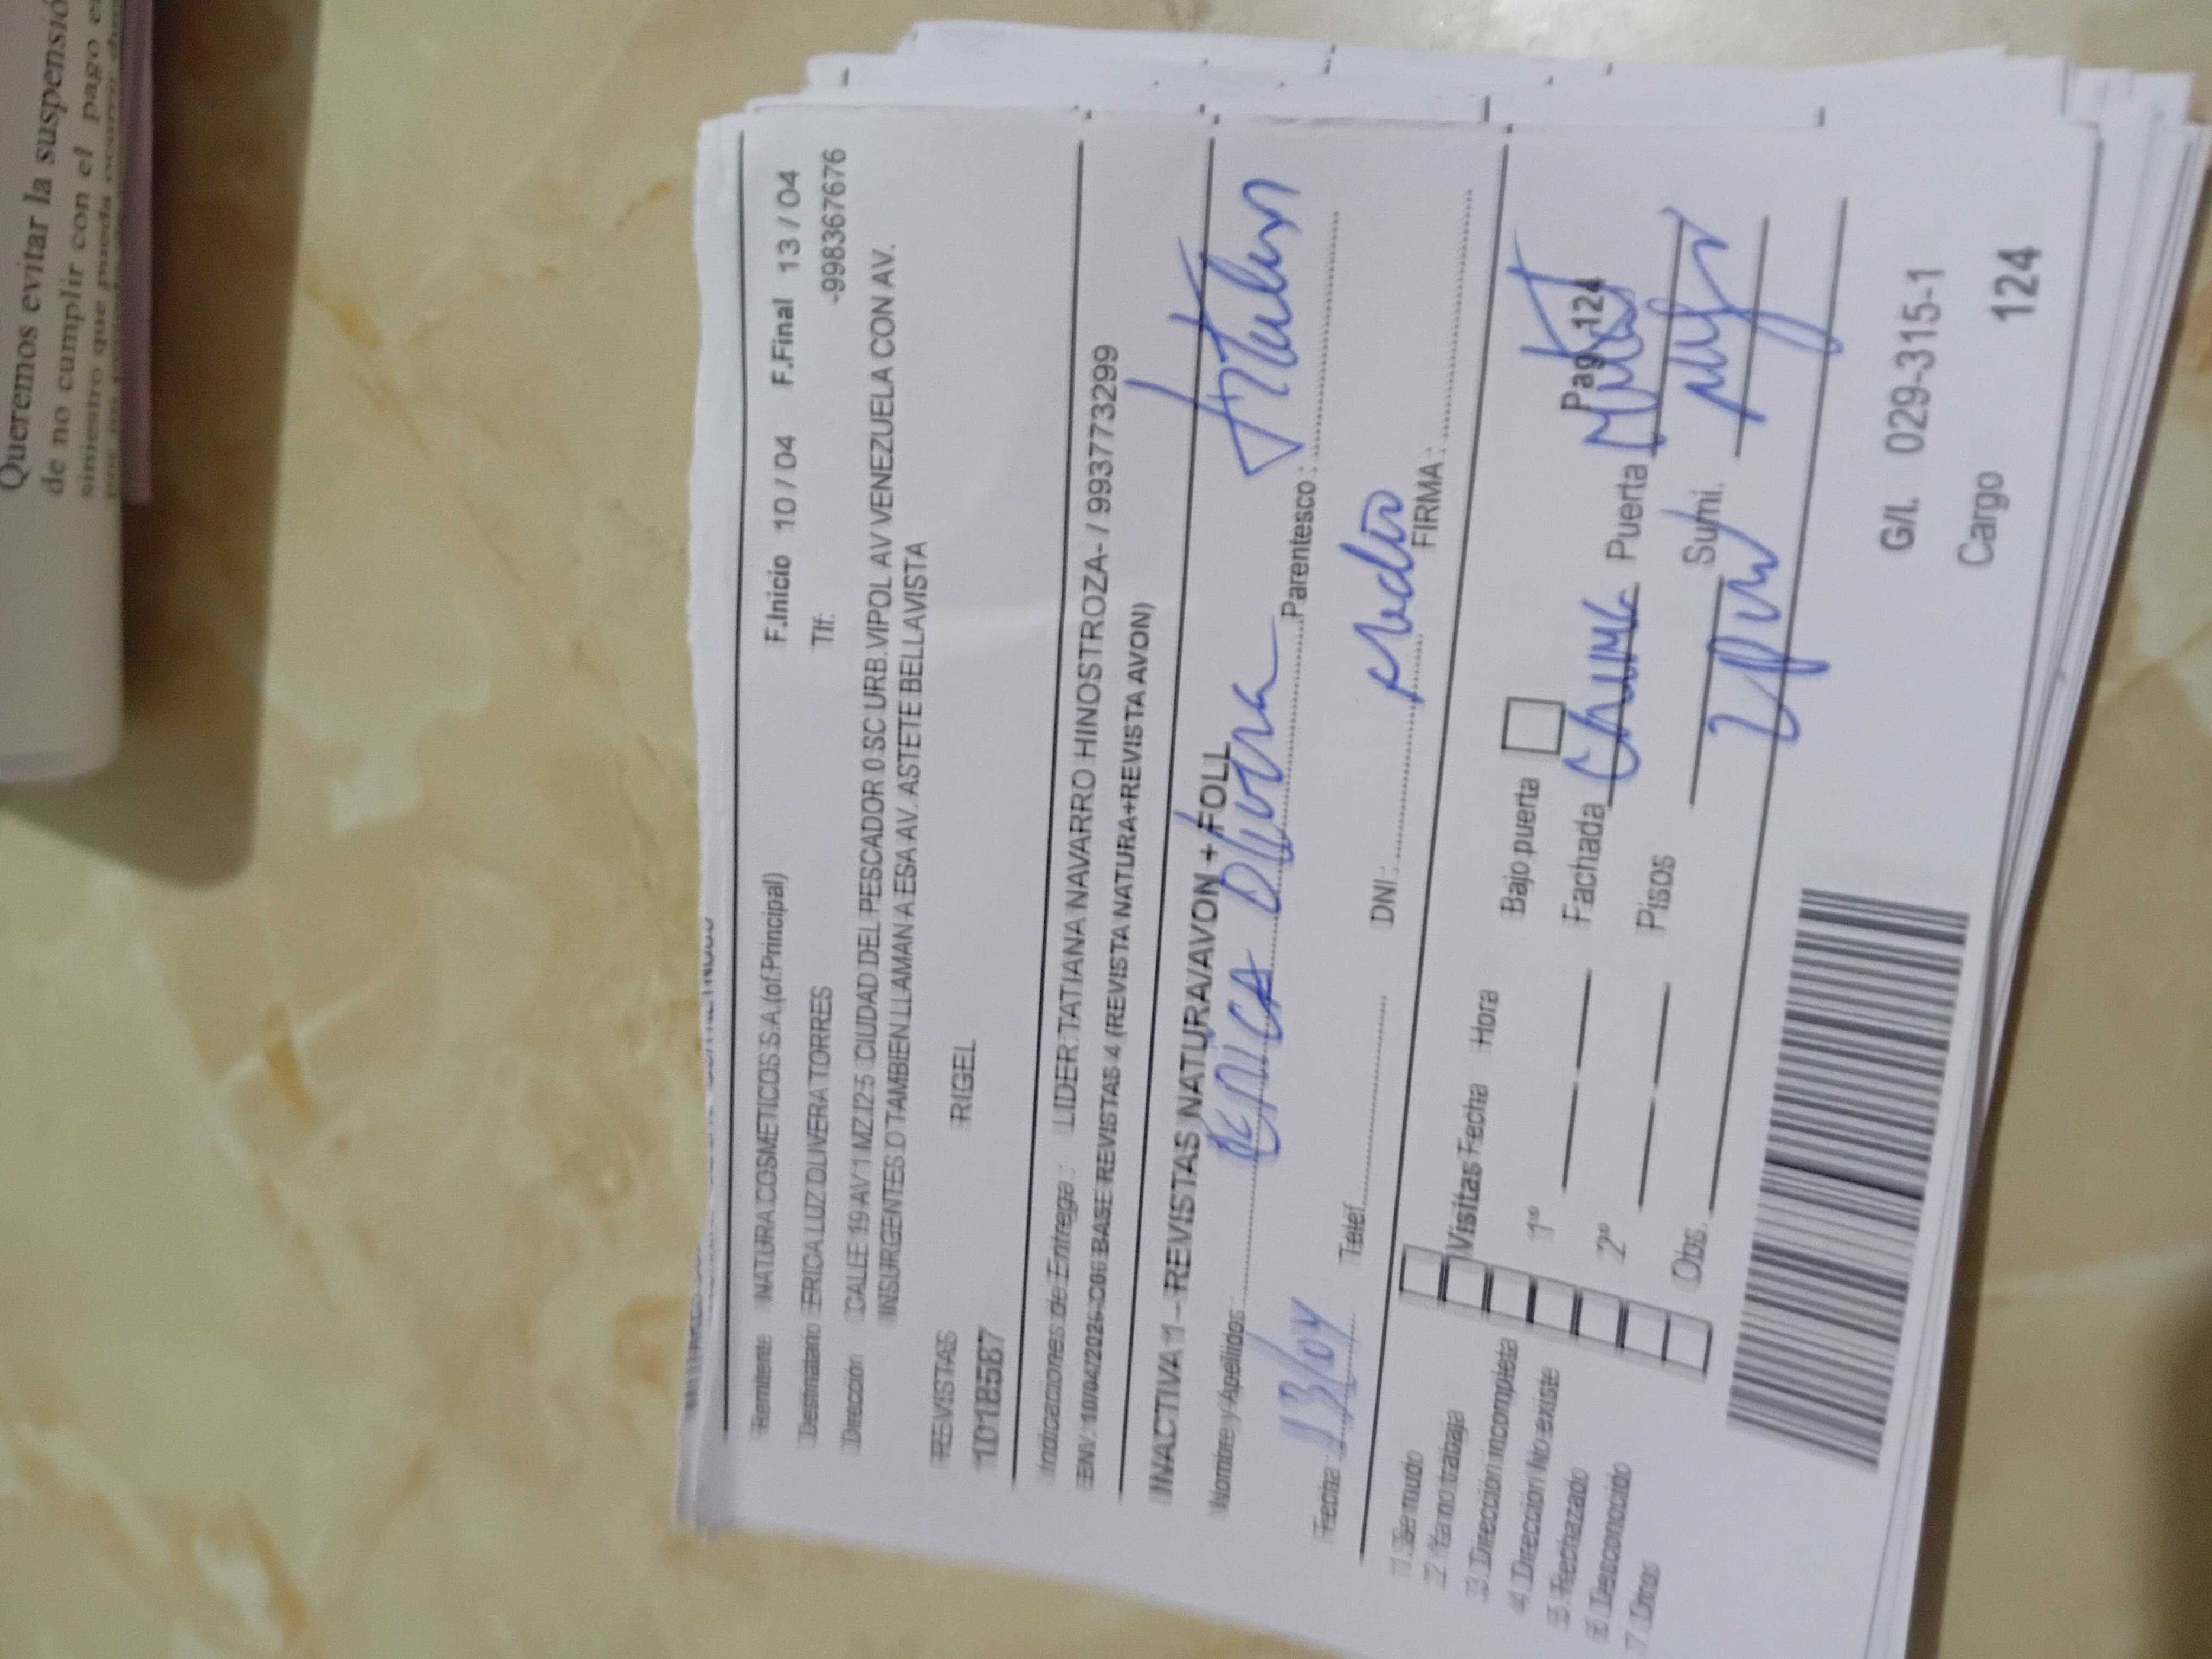 Queremos evitar la suspensió
de no cumplir con el pago e
siniestro que pueda
Remitente NATURA COSMETICOS S.A.(of.Principal) F.Inicio 10 / 04 F.Final 13 / 04
Destinatario ERICA LUZ OLIVERA TORRES Tlf: -998367676
Dirección CALLE 19 AV 1 MZ.I2-5 CIUDAD DEL PESCADOR 0 SC URB.VIPOL AV VENEZUELA CON AV.
INSURGENTES O TAMBIEN LLAMAN A ESA AV. ASTETE BELLAVISTA
REVISTAS RIGEL
1018567
Indicaciones de Entrega : LIDER:TATIANA NAVARRO HINOSTROZA- / 993773299
ENV. 10/04/2026-C06 BASE REVISTAS 4 (REVISTA NATURA+REVISTA AVON)
INACTIVA 1 - REVISTAS NATURA/AVON + FOLL
Nombre y Apellidos : Olivera Parentesco : titular
Fecha : 13/04 Telef. DNI : FIRMA :
1 Se mudo
2 Ya no trabaja
3 Dirección incompleta
4 Dirección No existe
5 Rechazado
6 Desconocido
7 Otros
Visitas Fecha Hora Bajo puerta Pag 124
1° Fachada Puerta
2° Pisos Sumi.
Obs.
G/L 029-315-1
Cargo 124